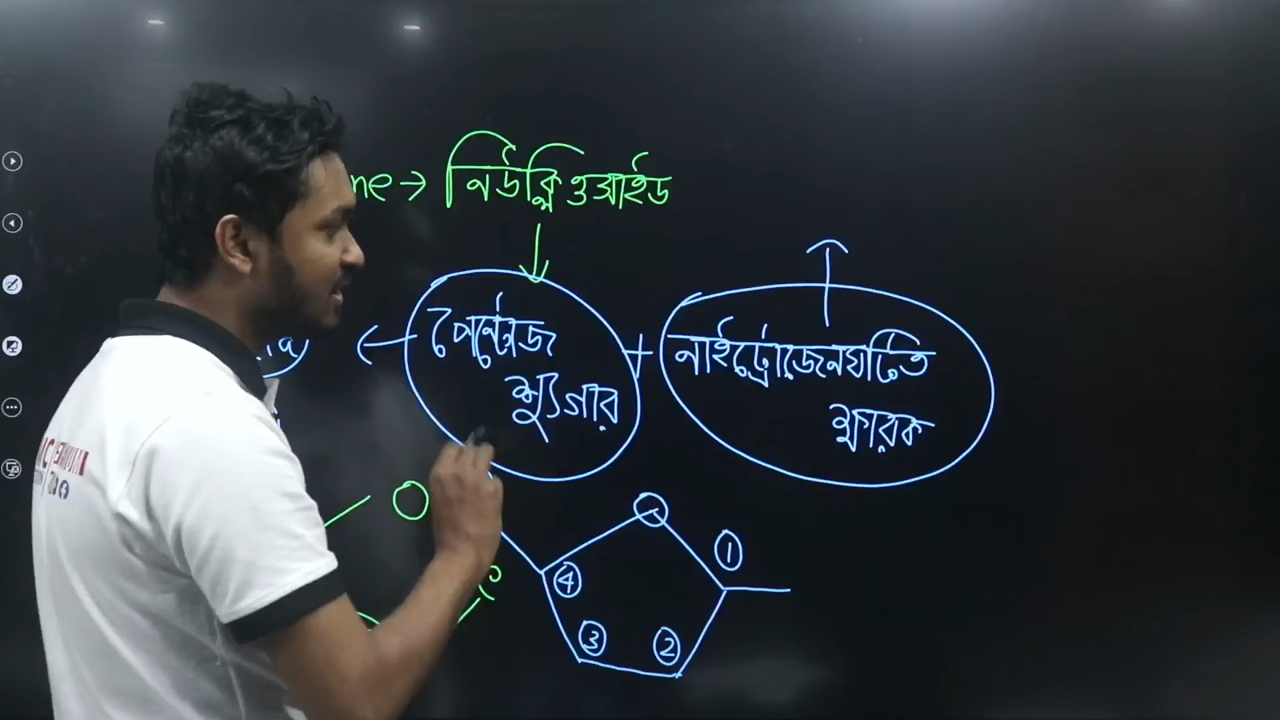 ne → নিউক্লিওসাইড
পেন্টোজ + নাইট্রোজেনঘটিত
স্যুগার ক্ষারক
O
1
4
3 2